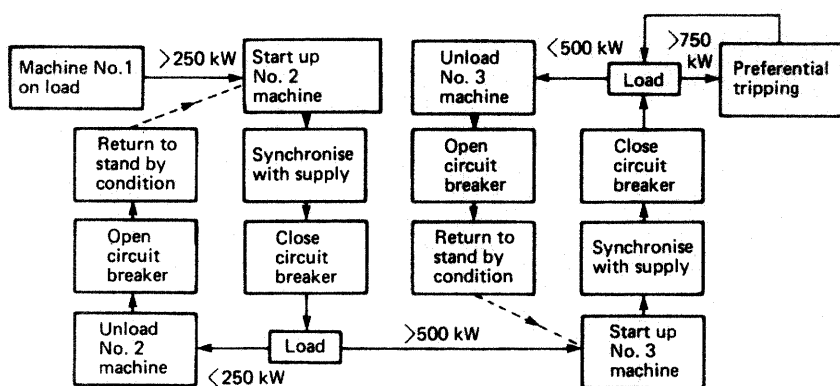 Machine No.1
on load
>250 kW
Start up
No. 2
machine
Synchronise
with supply
Close
circuit
breaker
Load
<250 kW
Unload
No. 2
machine
Open
circuit
breaker
Return to
stand by
condition
>500 kW
Start up
No. 3
machine
Synchronise
with supply
Close
circuit
breaker
Load
>750
kW
Preferential
tripping
<500 kW
Unload
No. 3
machine
Open
circuit
breaker
Return to
stand by
condition